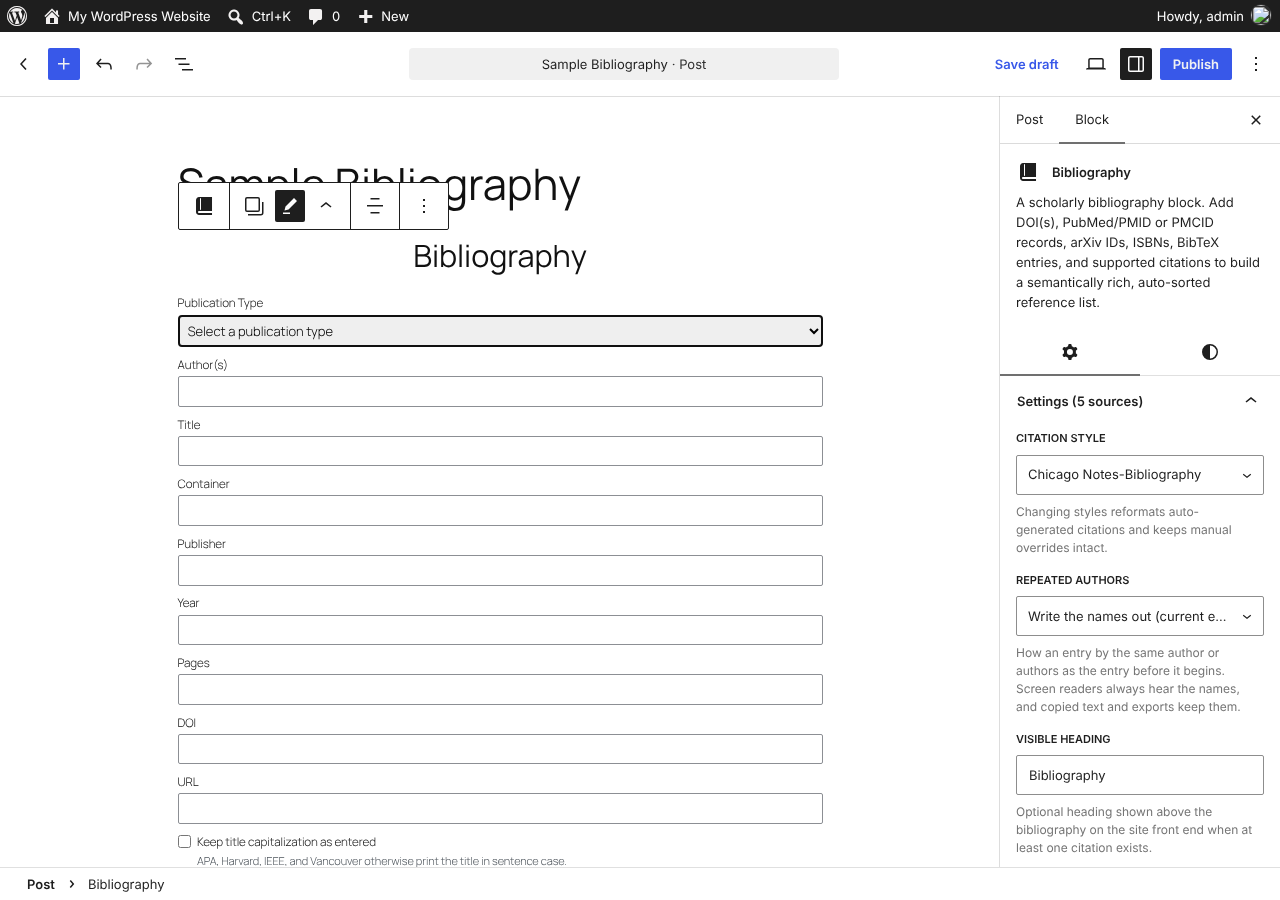 My WordPress Website
Ctrl+K
0
New
Howdy, admin
Sample Bibliography · Post
Save draft
Publish
Sample Bibliography
Bibliography
Publication Type
Select a publication type
Author(s)
Title
Container
Publisher
Year
Pages
DOI
URL
Keep title capitalization as entered
APA, Harvard, IEEE, and Vancouver otherwise print the title in sentence case.
Post
Block
Bibliography
A scholarly bibliography block. Add
DOI(s), PubMed/PMID or PMCID
records, arXiv IDs, ISBNs, BibTeX
entries, and supported citations to build
a semantically rich, auto-sorted
reference list.
Settings (5 sources)
CITATION STYLE
Chicago Notes-Bibliography
Changing styles reformats auto-
generated citations and keeps manual
overrides intact.
REPEATED AUTHORS
Write the names out (current e...
How an entry by the same author or
authors as the entry before it begins.
Screen readers always hear the names,
and copied text and exports keep them.
VISIBLE HEADING
Bibliography
Optional heading shown above the
bibliography on the site front end when at
least one citation exists.
Post
Bibliography